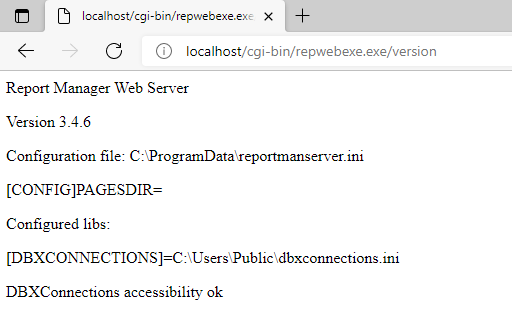 localhost/cgi-bin/repwebexe.exe
localhost/cgi-bin/repwebexe.exe/version
Report Manager Web Server
Version 3.4.6
Configuration file: C:\ProgramData\reportmanserver.ini
[CONFIG]PAGESDIR=
Configured libs:
[DBXCONNECTIONS]=C:\Users\Public\dbxconnections.ini
DBXConnections accessibility ok